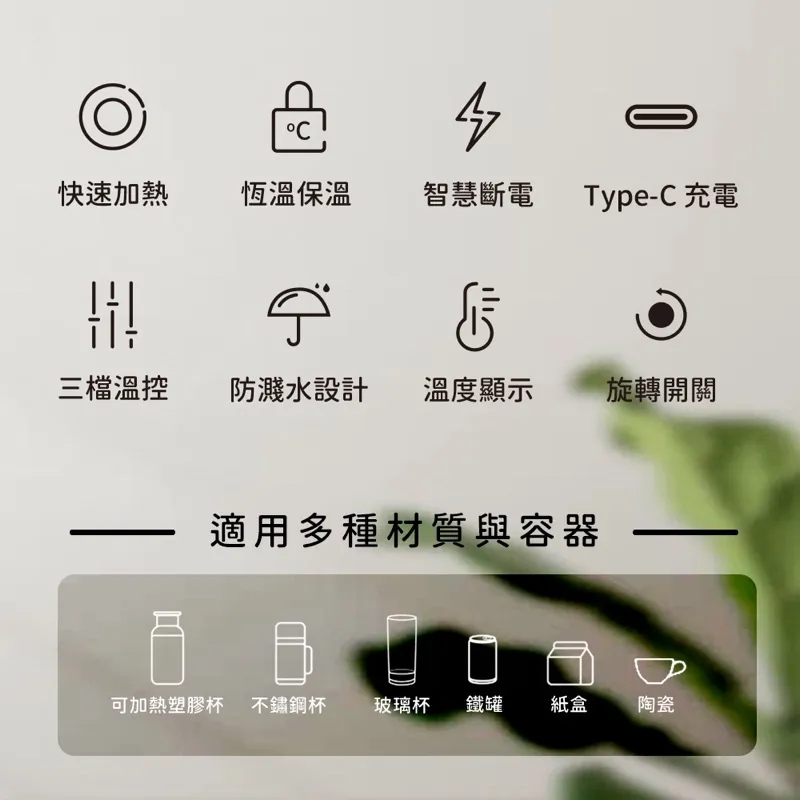 °C
快速加熱
恆溫保溫
智慧斷電
Type-C 充電
三檔溫控
防濺水設計
溫度顯示
旋轉開關
適用多種材質與容器
可加熱塑膠杯
不鏽鋼杯
玻璃杯
鐵罐
紙盒
陶瓷